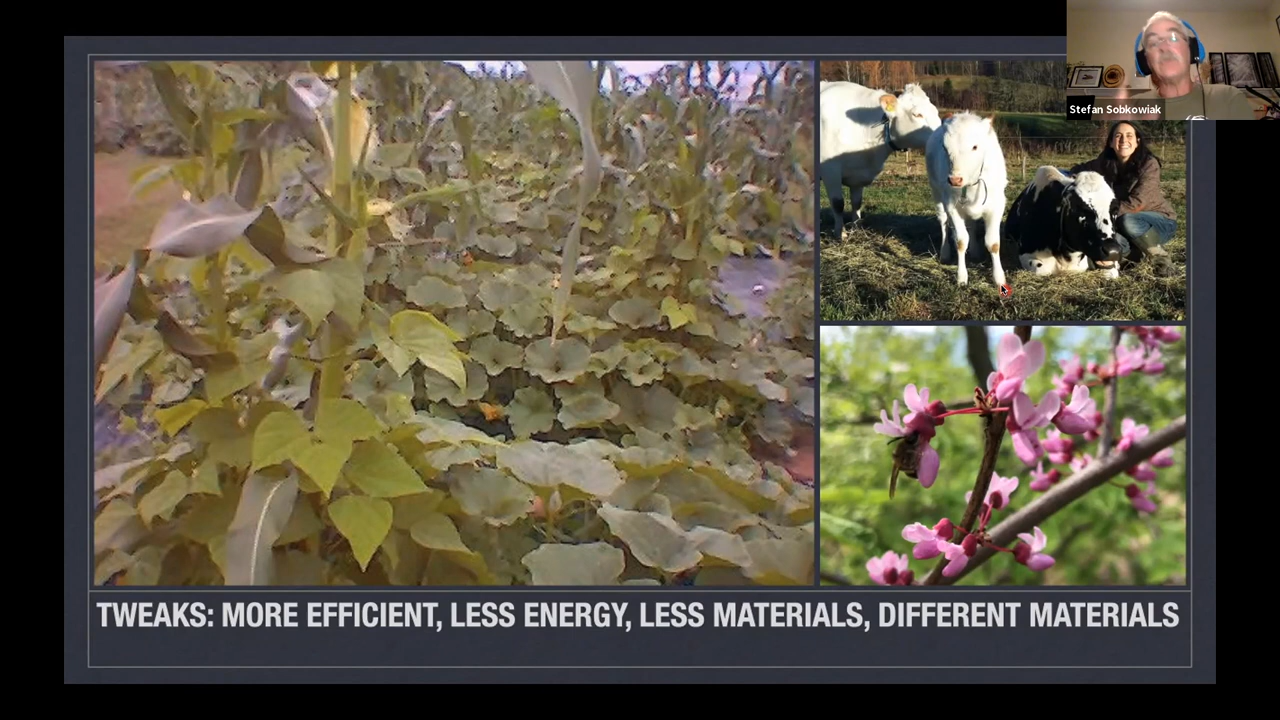 Stefan Sobkowiak
TWEAKS: MORE EFFICIENT, LESS ENERGY, LESS MATERIALS, DIFFERENT MATERIALS